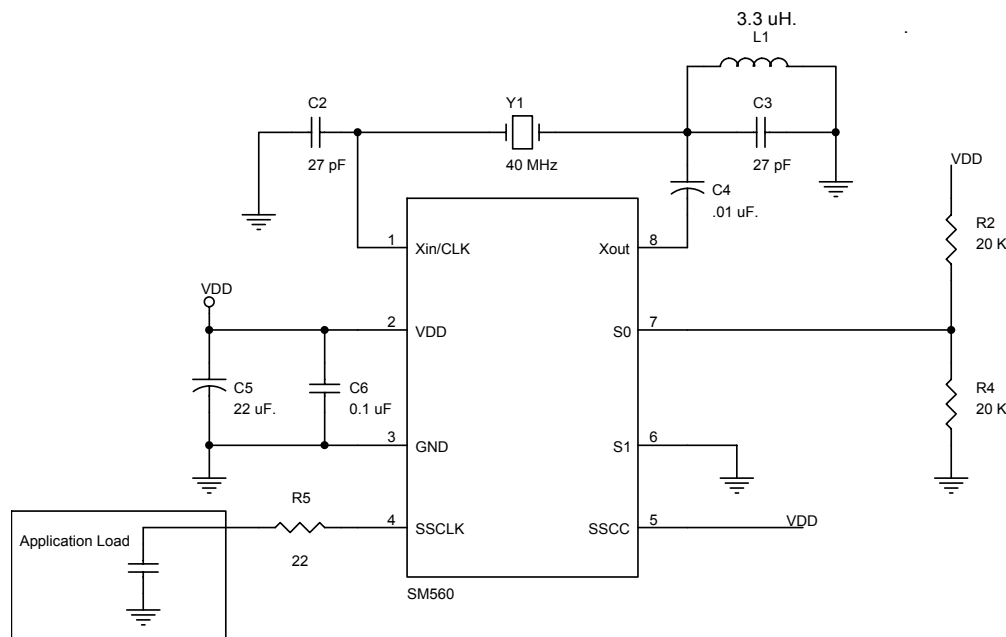 3.3 uH.
L1
C2
27 pF
Y1
40 MHz
C3
27 pF
C4
.01 uF.
VDD
R2
20 K
1
Xin/CLK
Xout
8
VDD
2
VDD
S0
7
C5
22 uF.
C6
0.1 uF
R4
20 K
3
GND
S1
6
R5
22
4
SSCLK
SSCC
5
VDD
Application Load
SM560